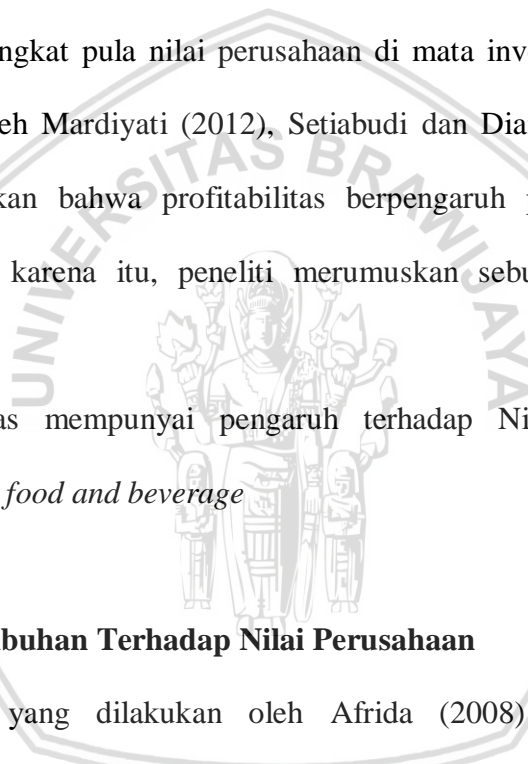 ngkat pula nilai perusahaan di mata inv
eh Mardiyati (2012), Setiabudi dan Dia
kan bahwa profitabilitas berpengaruh p
karena itu, peneliti merumuskan sebu
as mempunyai pengaruh terhadap Ni
food and beverage
buhan Terhadap Nilai Perusahaan
yang dilakukan oleh Afrida (2008)
UNIVERSITAS BRAWIJAYA